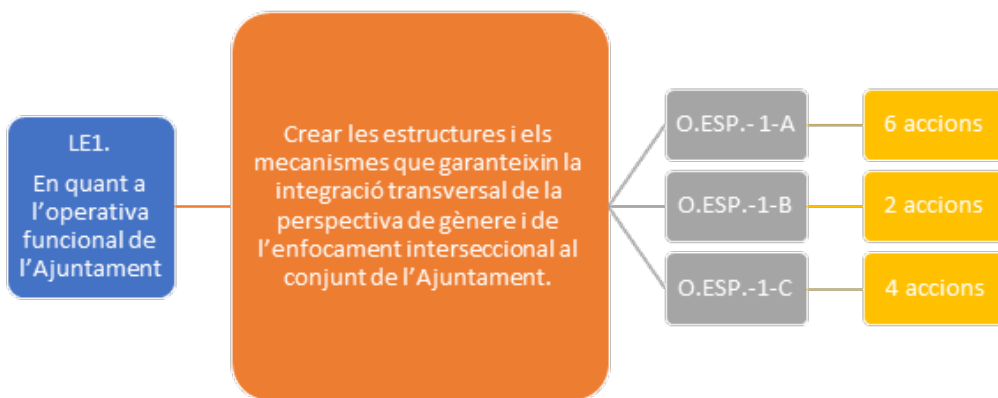 LE1.
En quant a
l’operativa
funcional de
l’Ajuntament
Crear les estructures i els
mecanismes que garanteixin la
integració transversal de la
perspectiva de gènere i de
l’enfocament interseccional al
conjunt de l’Ajuntament.
O.ESP.- 1-A
6 accions
O.ESP.-1-B
2 accions
O.ESP.-1-C
4 accions